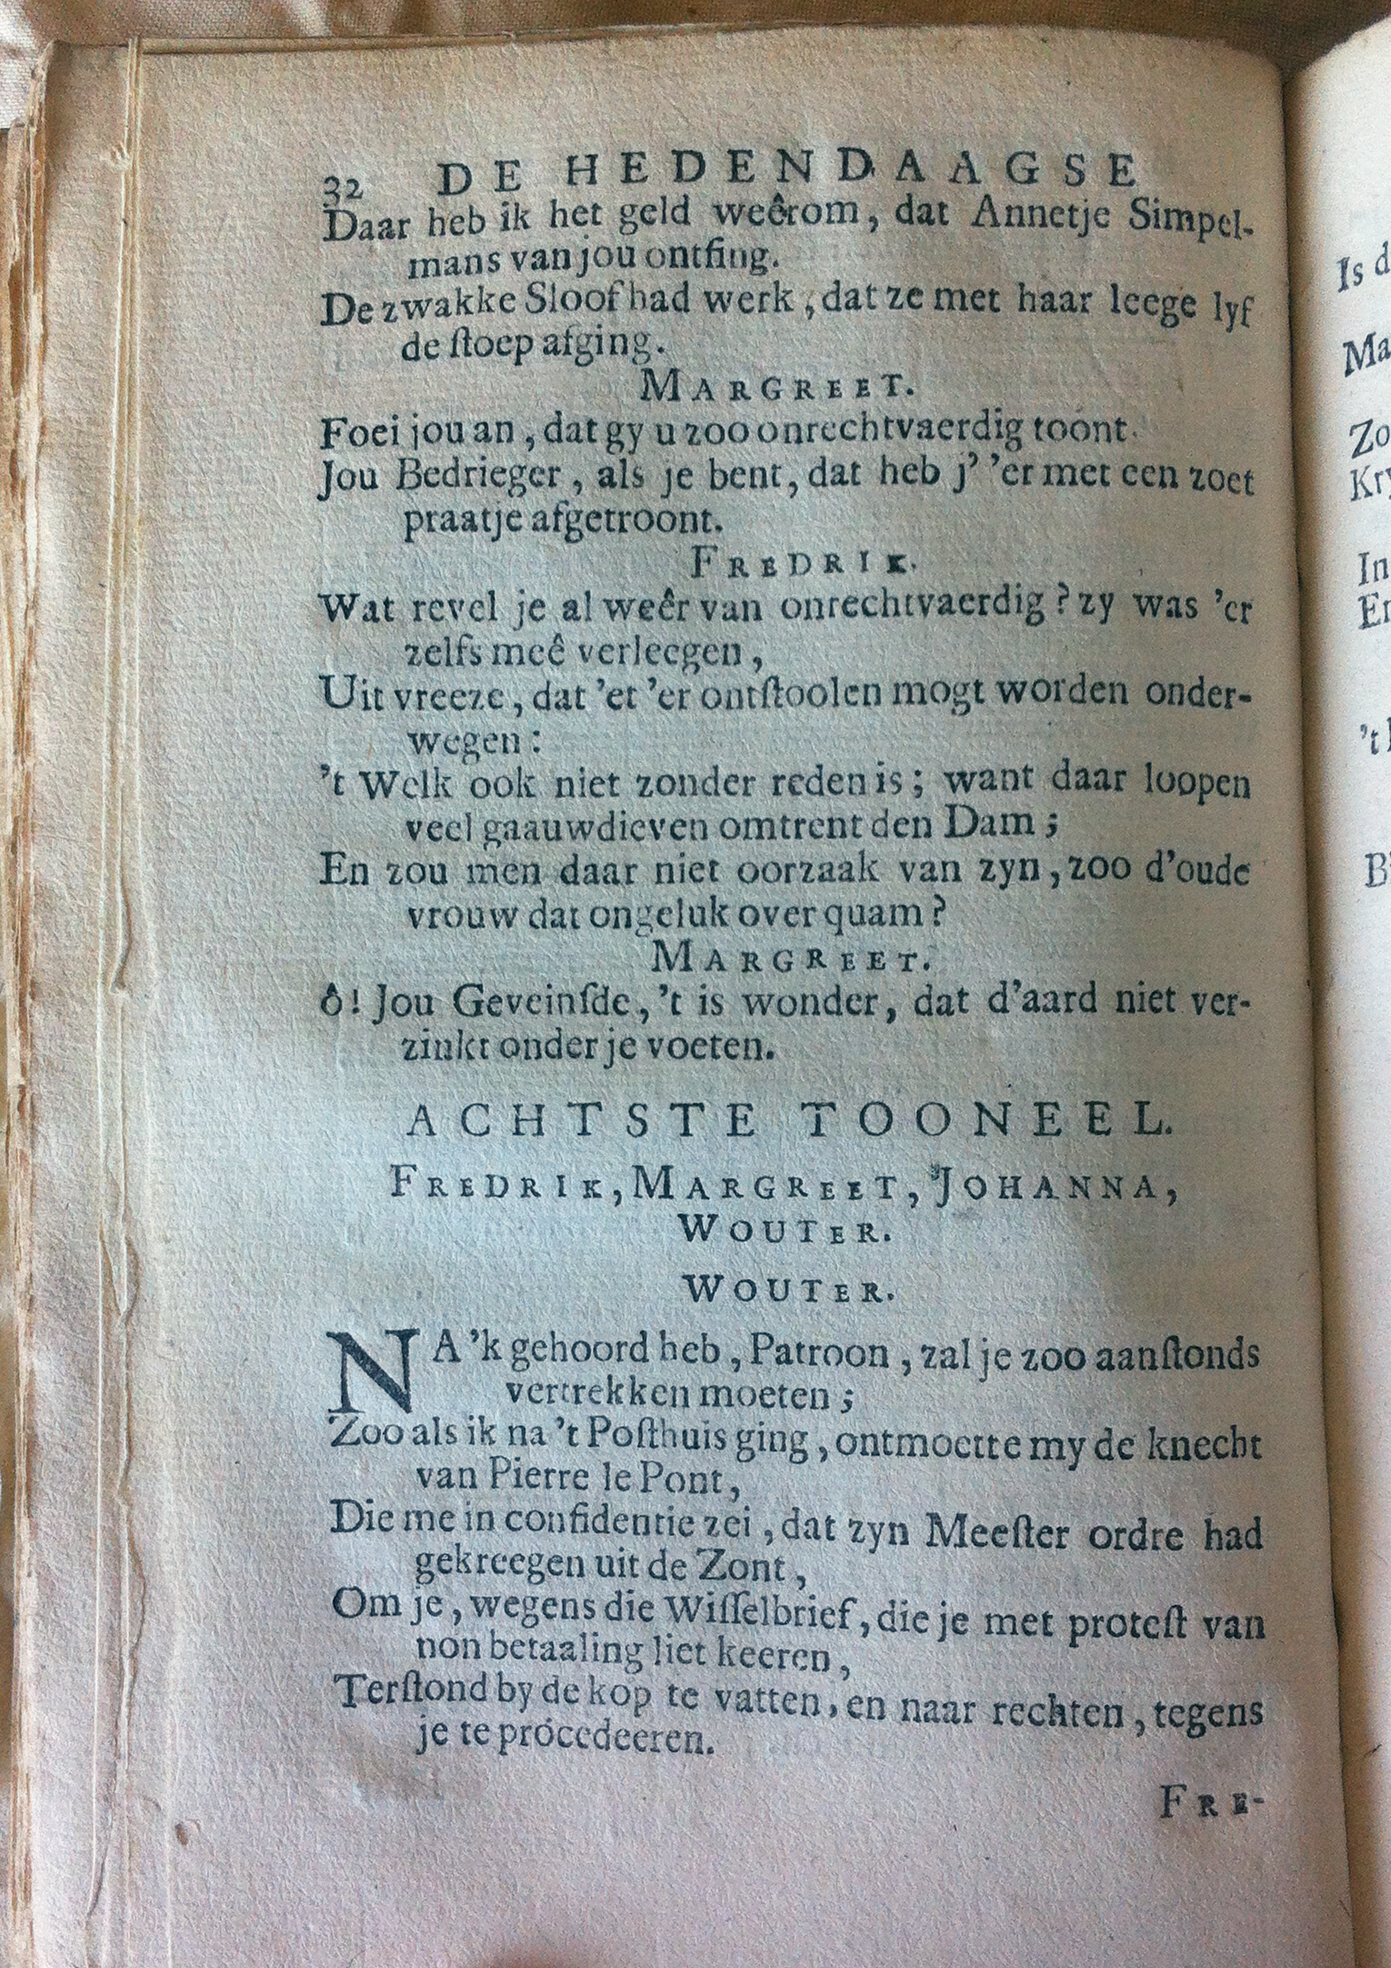 32 DE HEDENDAAGSE
Daar heb ik het geld weêrom, dat Annetje Simpel-
mans van jou ontfing.
De zwakke Sloof had werk, dat ze met haar leege lyf
de ſtoep afging.
MARGREET.
Foei jou an, dat gy u zoo onrechtvaerdig toont.
Jou Bedrieger, als je bent, dat heb j' 'er met een zoet
praatje afgetroont.
FREDRIK.
Wat revel je al weêr van onrechtvaerdig? zy was 'er
zelfs meê verleegen,
Uit vreeze, dat 'et 'er ontſtoolen mogt worden onder-
wegen:
't Welk ook niet zonder reden is; want daar loopen
veel gaauwdieven omtrent den Dam;
En zou men daar niet oorzaak van zyn, zoo d'oude
vrouw dat ongeluk over quam?
MARGREET.
ô! Jou Geveinſde, 't is wonder, dat d'aard niet ver-
zinkt onder je voeten.
ACHTSTE TOONEEL.
FREDRIK, MARGREET, JOHANNA,
WOUTER.
WOUTER.
NA 'k gehoord heb, Patroon, zal je zoo aanſtonds
vertrekken moeten;
Zoo als ik na 't Poſthuis ging, ontmoette my de knecht
van Pierre le Pont,
Die me in confidentie zei, dat zyn Meeſter ordre had
gekreegen uit de Zont,
Om je, wegens die Wiſſelbrief, die je met proteſt van
non betaaling liet keeren,
Terſtond by de kop te vatten, en naar rechten, tegens
je te procedeeren.
FRE-
Is d
Ma
Zo
Kry
In
En
't
B